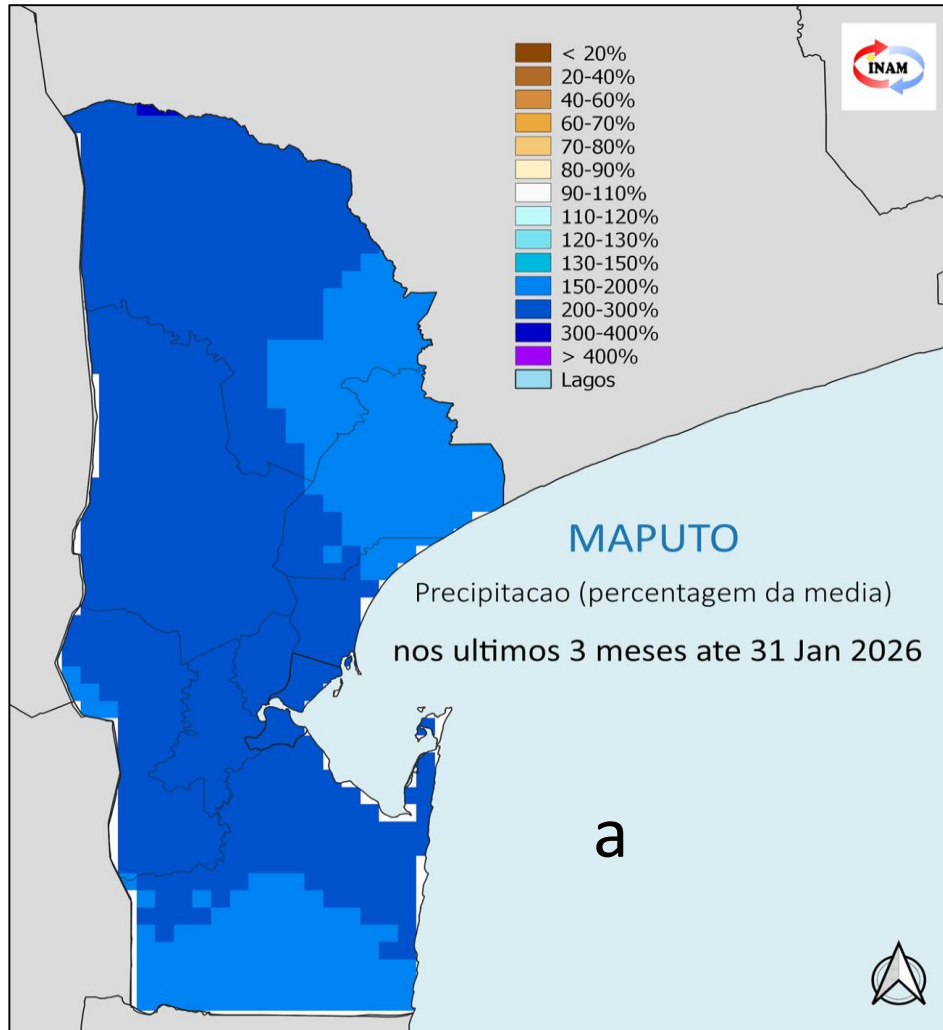 INAM
< 20%
20-40%
40-60%
60-70%
70-80%
80-90%
90-110%
110-120%
120-130%
130-150%
150-200%
200-300%
300-400%
> 400%
Lagos
MAPUTO
Precipitacao (percentagem da media)
nos ultimos 3 meses ate 31 Jan 2026
a